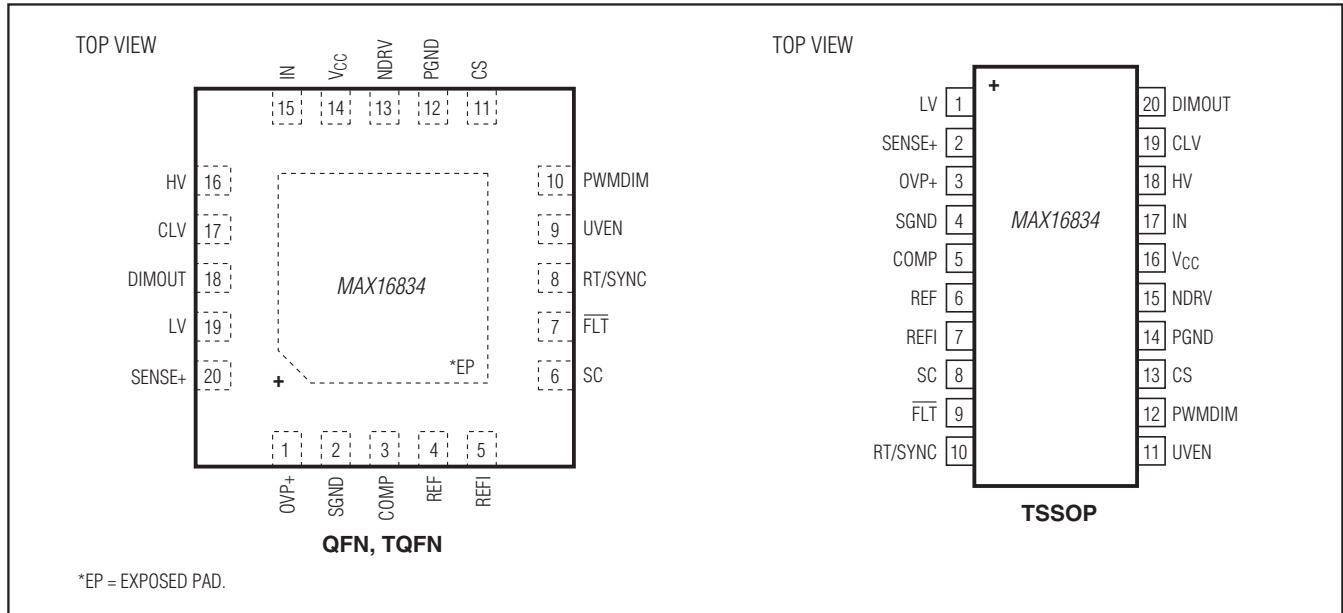 TOP VIEW
IN VCC NDRV PGND CS
15 14 13 12 11
HV 16
CLV 17
DIMOUT 18
LV 19
SENSE+ 20
10 PWMDIM
9 UVEN
8 RT/SYNC
7 FLT
6 SC
MAX16834
*EP
+
1 2 3 4 5
OVP+ SGND COMP REF REFI
QFN, TQFN
*EP = EXPOSED PAD.
TOP VIEW
+
LV 1
SENSE+ 2
OVP+ 3
SGND 4
COMP 5
REF 6
REFI 7
SC 8
FLT 9
RT/SYNC 10
MAX16834
20 DIMOUT
19 CLV
18 HV
17 IN
16 VCC
15 NDRV
14 PGND
13 CS
12 PWMDIM
11 UVEN
TSSOP